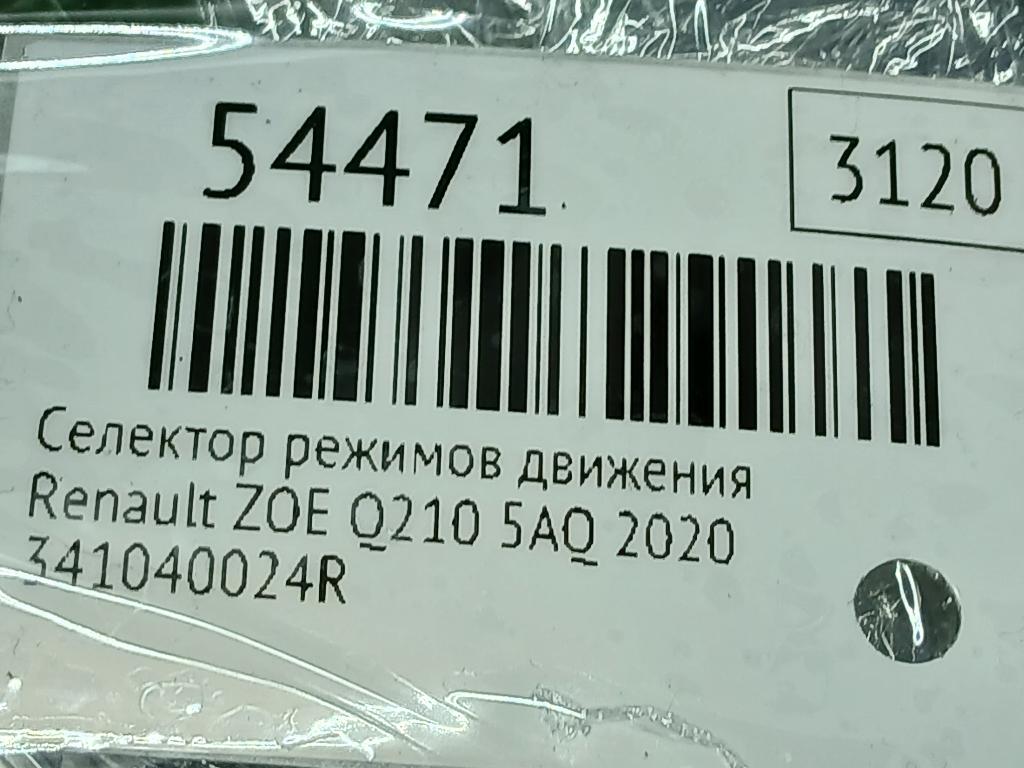 54471
3120
Селектор режимов движения
Renault ZOE Q210 5AQ 2020
341040024R